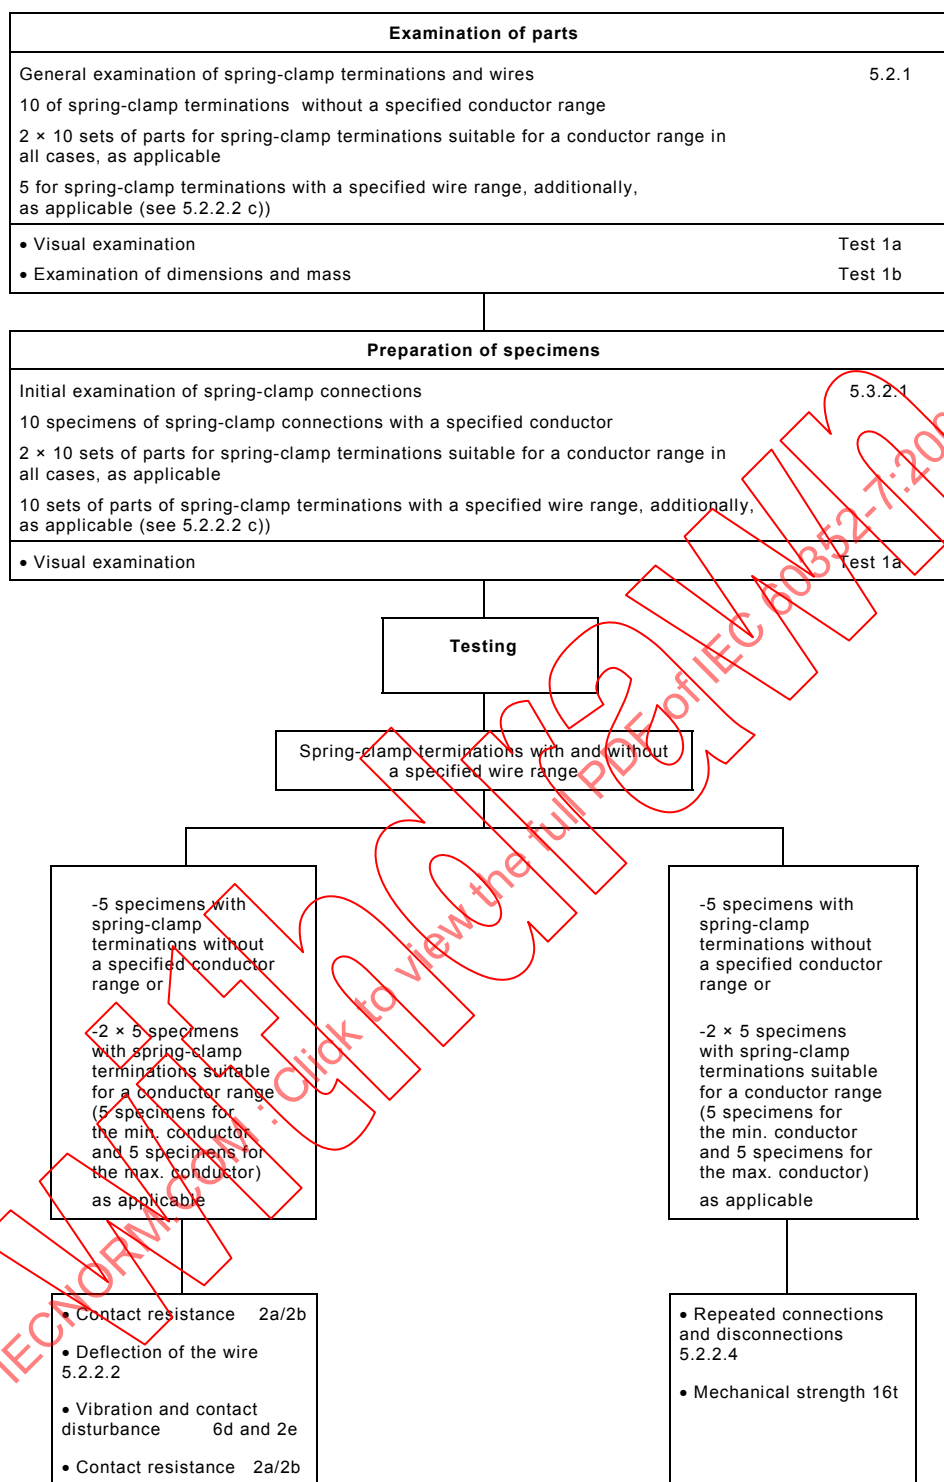 Examination of parts
General examination of spring-clamp terminations and wires 5.2.1
10 of spring-clamp terminations without a specified conductor range
2 × 10 sets of parts for spring-clamp terminations suitable for a conductor range in
all cases, as applicable
5 for spring-clamp terminations with a specified wire range, additionally,
as applicable (see 5.2.2.2 c))
• Visual examination Test 1a
• Examination of dimensions and mass Test 1b
Preparation of specimens
Initial examination of spring-clamp connections 5.3.2.1
10 specimens of spring-clamp connections with a specified conductor
2 × 10 sets of parts for spring-clamp terminations suitable for a conductor range in
all cases, as applicable
10 sets of parts of spring-clamp terminations with a specified wire range, additionally,
as applicable (see 5.2.2.2 c))
• Visual examination Test 1a
Testing
Spring-clamp terminations with and without
a specified wire range
-5 specimens with
spring-clamp
terminations without
a specified conductor
range or
-2 × 5 specimens
with spring-clamp
terminations suitable
for a conductor range
(5 specimens for
the min. conductor
and 5 specimens for
the max. conductor)
as applicable
-5 specimens with
spring-clamp
terminations without
a specified conductor
range or
-2 × 5 specimens
with spring-clamp
terminations suitable
for a conductor range
(5 specimens for
the min. conductor
and 5 specimens for
the max. conductor)
as applicable
• Contact resistance 2a/2b
• Deflection of the wire
5.2.2.2
• Vibration and contact
disturbance 6d and 2e
• Contact resistance 2a/2b
• Repeated connections
and disconnections
5.2.2.4
• Mechanical strength 16t
withdrawn
IECNORM.COM : Click to view the full PDF of IEC 60352-7:200